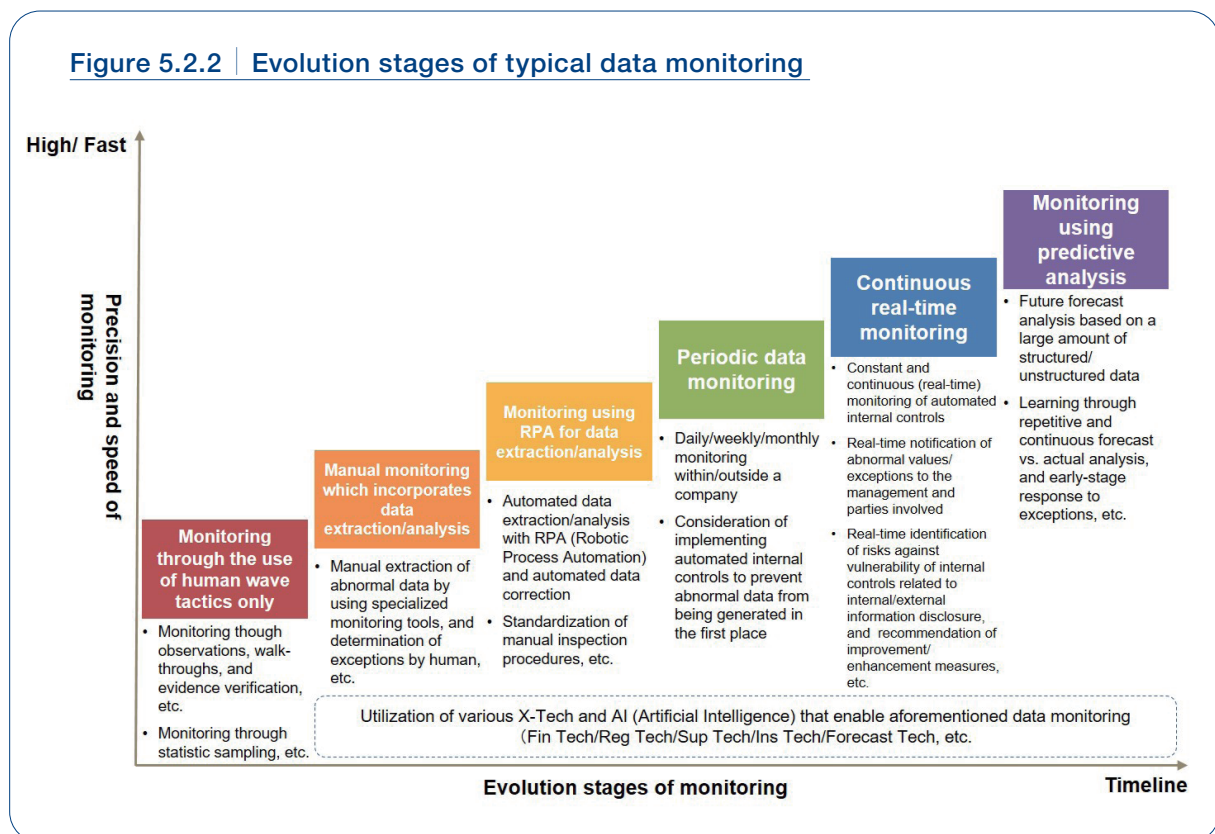 Figure 5.2.2 | Evolution stages of typical data monitoring
High/ Fast
Precision and speed of
monitoring
Monitoring
through the use
of human wave
tactics only
• Monitoring though
observations, walk-
throughs, and
evidence verification,
etc.
• Monitoring through
statistic sampling, etc.
Manual monitoring
which incorporates
data
extraction/analysis
• Manual extraction of
abnormal data by
using specialized
monitoring tools, and
determination of
exceptions by human,
etc.
Monitoring using
RPA for data
extraction/analysis
• Automated data
extraction/analysis
with RPA (Robotic
Process Automation)
and automated data
correction
• Standardization of
manual inspection
procedures, etc.
Periodic data
monitoring
• Daily/weekly/monthly
monitoring
within/outside a
company
• Consideration of
implementing
automated internal
controls to prevent
abnormal data from
being generated in
the first place
Continuous
real-time
monitoring
• Constant and
continuous (real-time)
monitoring of automated
internal controls
• Real-time notification of
abnormal values/
exceptions to the
management and
parties involved
• Real-time identification
of risks against
vulnerability of internal
controls related to
internal/external
information disclosure,
and recommendation of
improvement/
enhancement measures,
etc.
Monitoring
using
predictive
analysis
• Future forecast
analysis based on a
large amount of
structured/
unstructured data
• Learning through
repetitive and
continuous forecast
vs. actual analysis,
and early-stage
response to
exceptions, etc.
Utilization of various X-Tech and AI (Artificial Intelligence) that enable aforementioned data monitoring
（Fin Tech/Reg Tech/Sup Tech/Ins Tech/Forecast Tech, etc.
Evolution stages of monitoring
Timeline